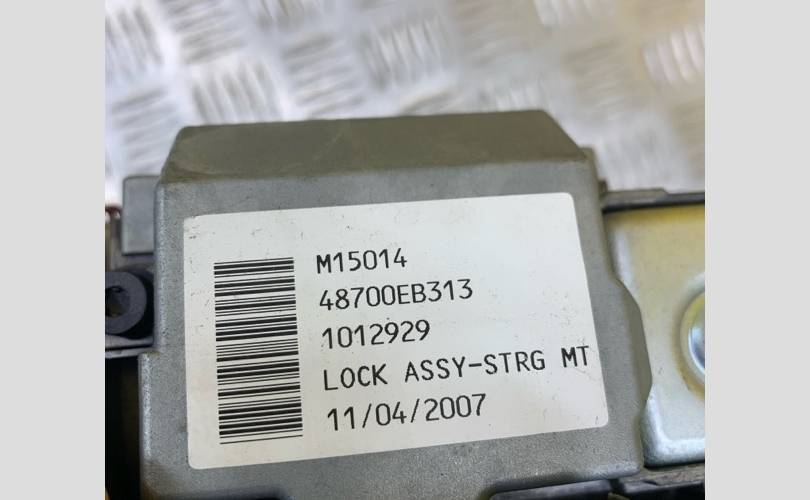 M15014
48700EB313
1012929
LOCK ASSY-STRG MT
11/04/2007